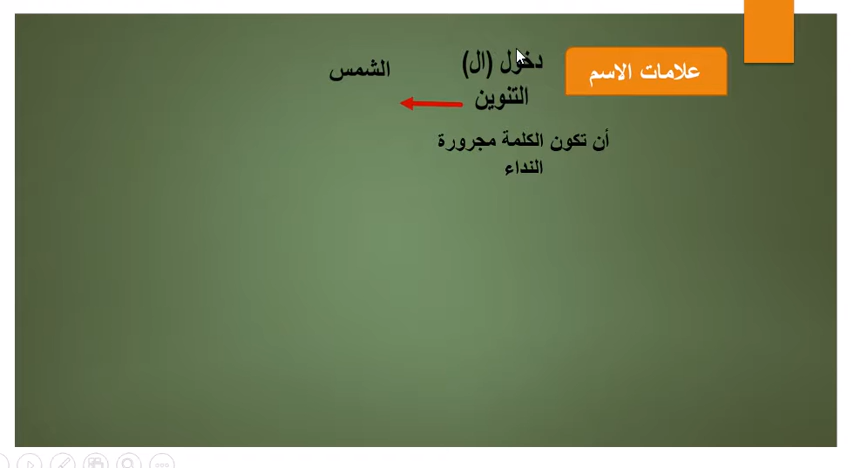 علامات الاسم
دخول (ال) الشمس
التنوين
أن تكون الكلمة مجرورة
النداء